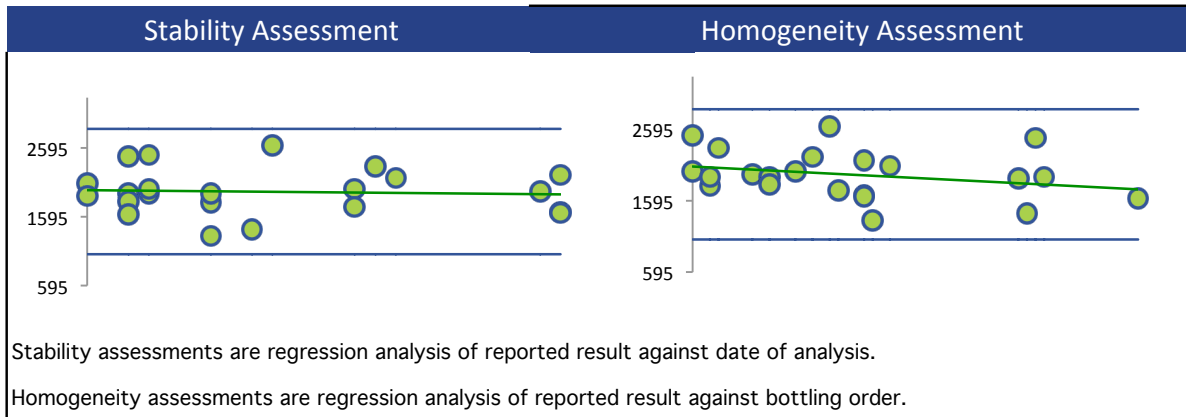 Stability Assessment
Homogeneity Assessment
2595
1595
595
2595
1595
595
Stability assessments are regression analysis of reported result against date of analysis.
Homogeneity assessments are regression analysis of reported result against bottling order.